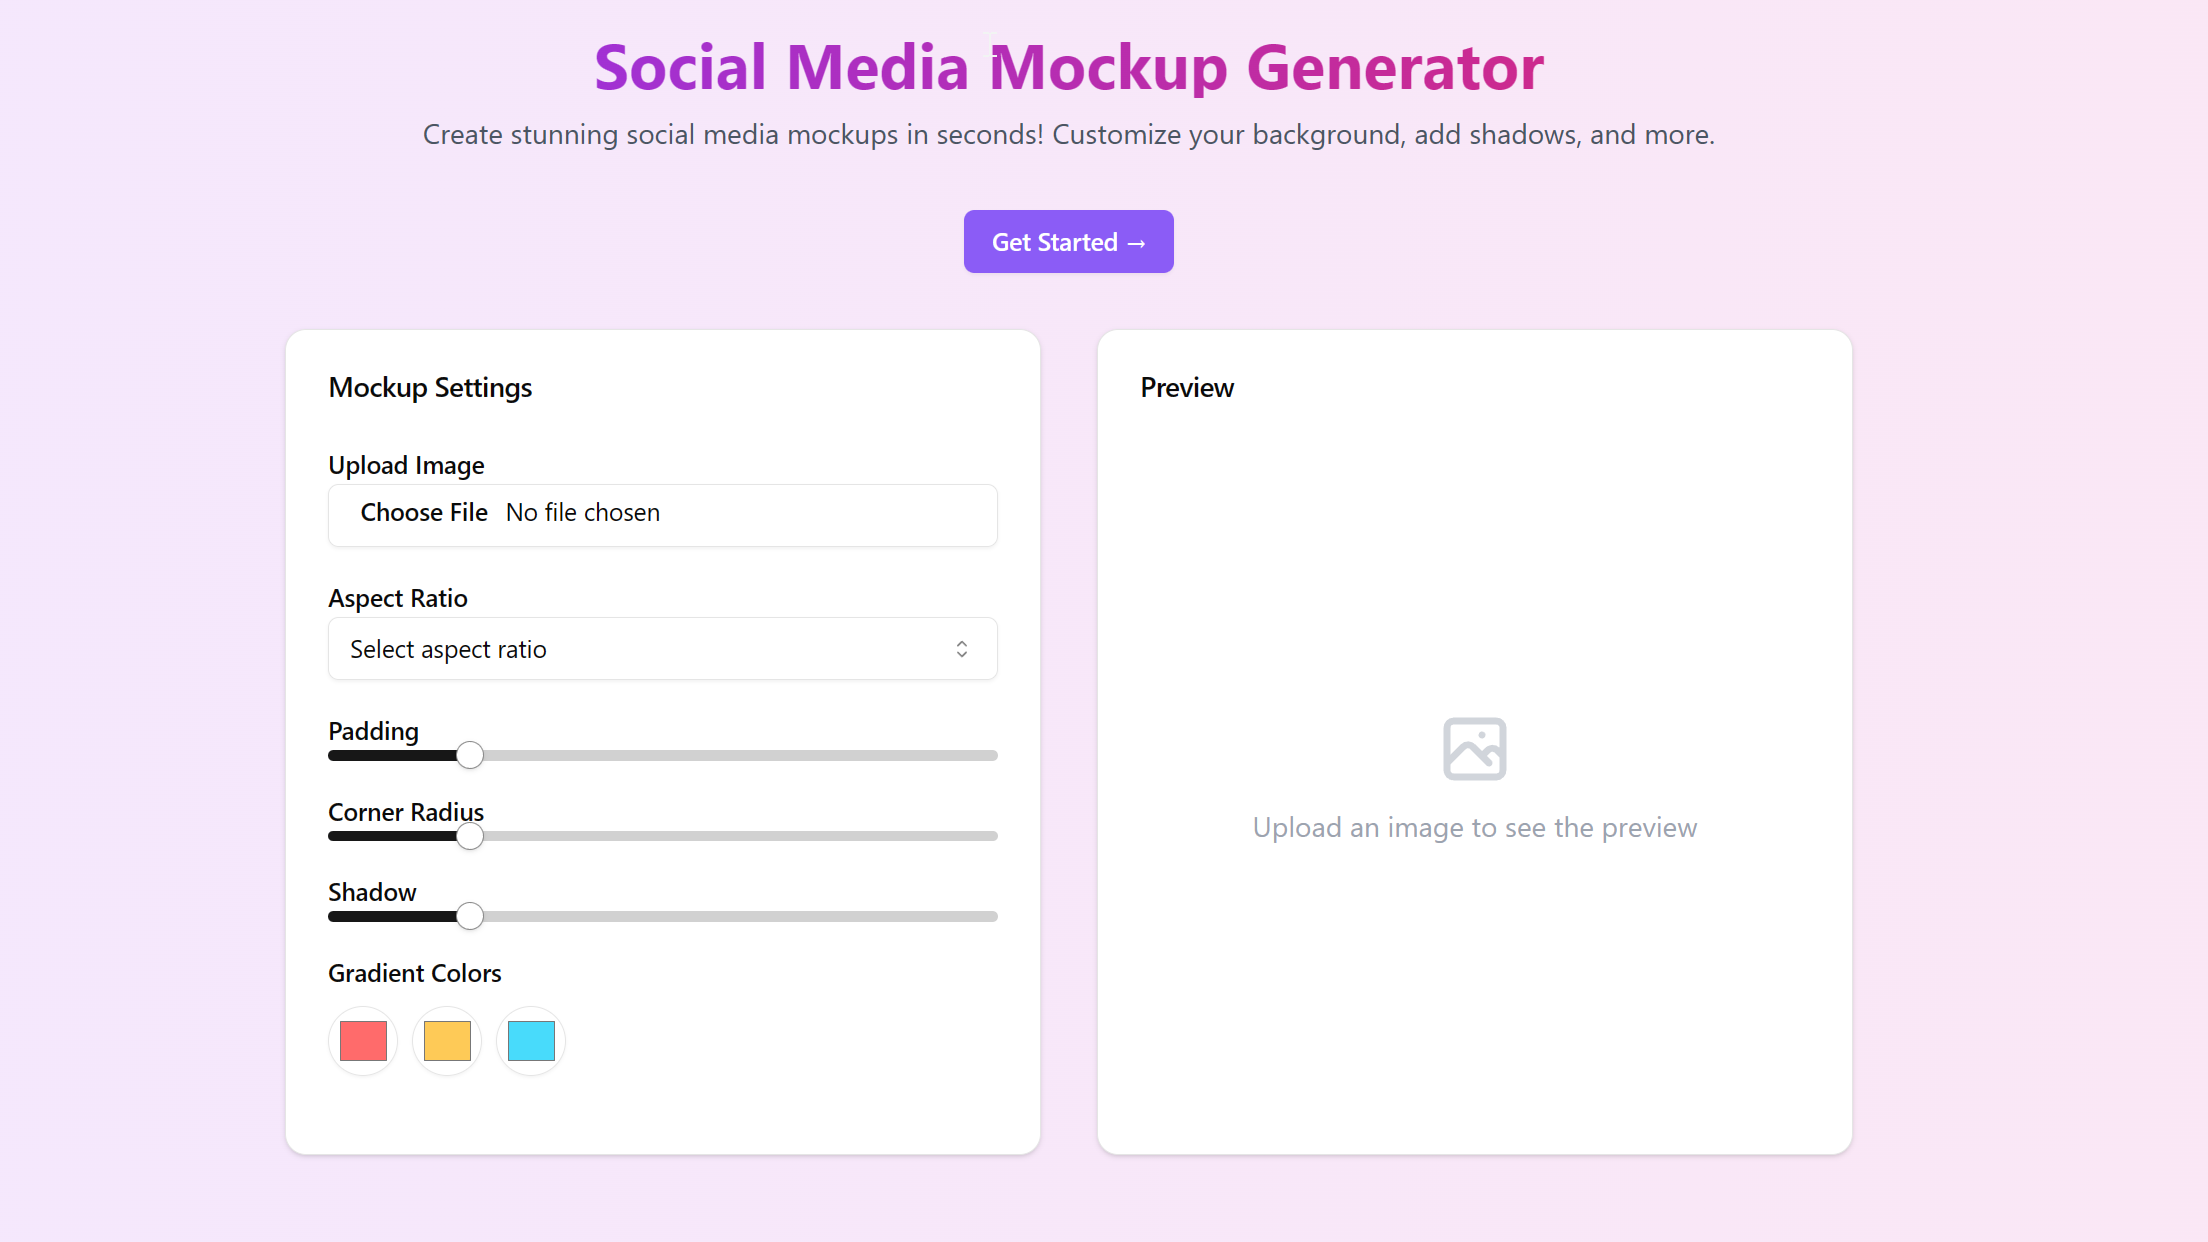 Social Media Mockup Generator
Create stunning social media mockups in seconds! Customize your background, add shadows, and more.
Get Started →
Mockup Settings
Upload Image
Choose File No file chosen
Aspect Ratio
Select aspect ratio
Padding
Corner Radius
Shadow
Gradient Colors
Preview
Upload an image to see the preview